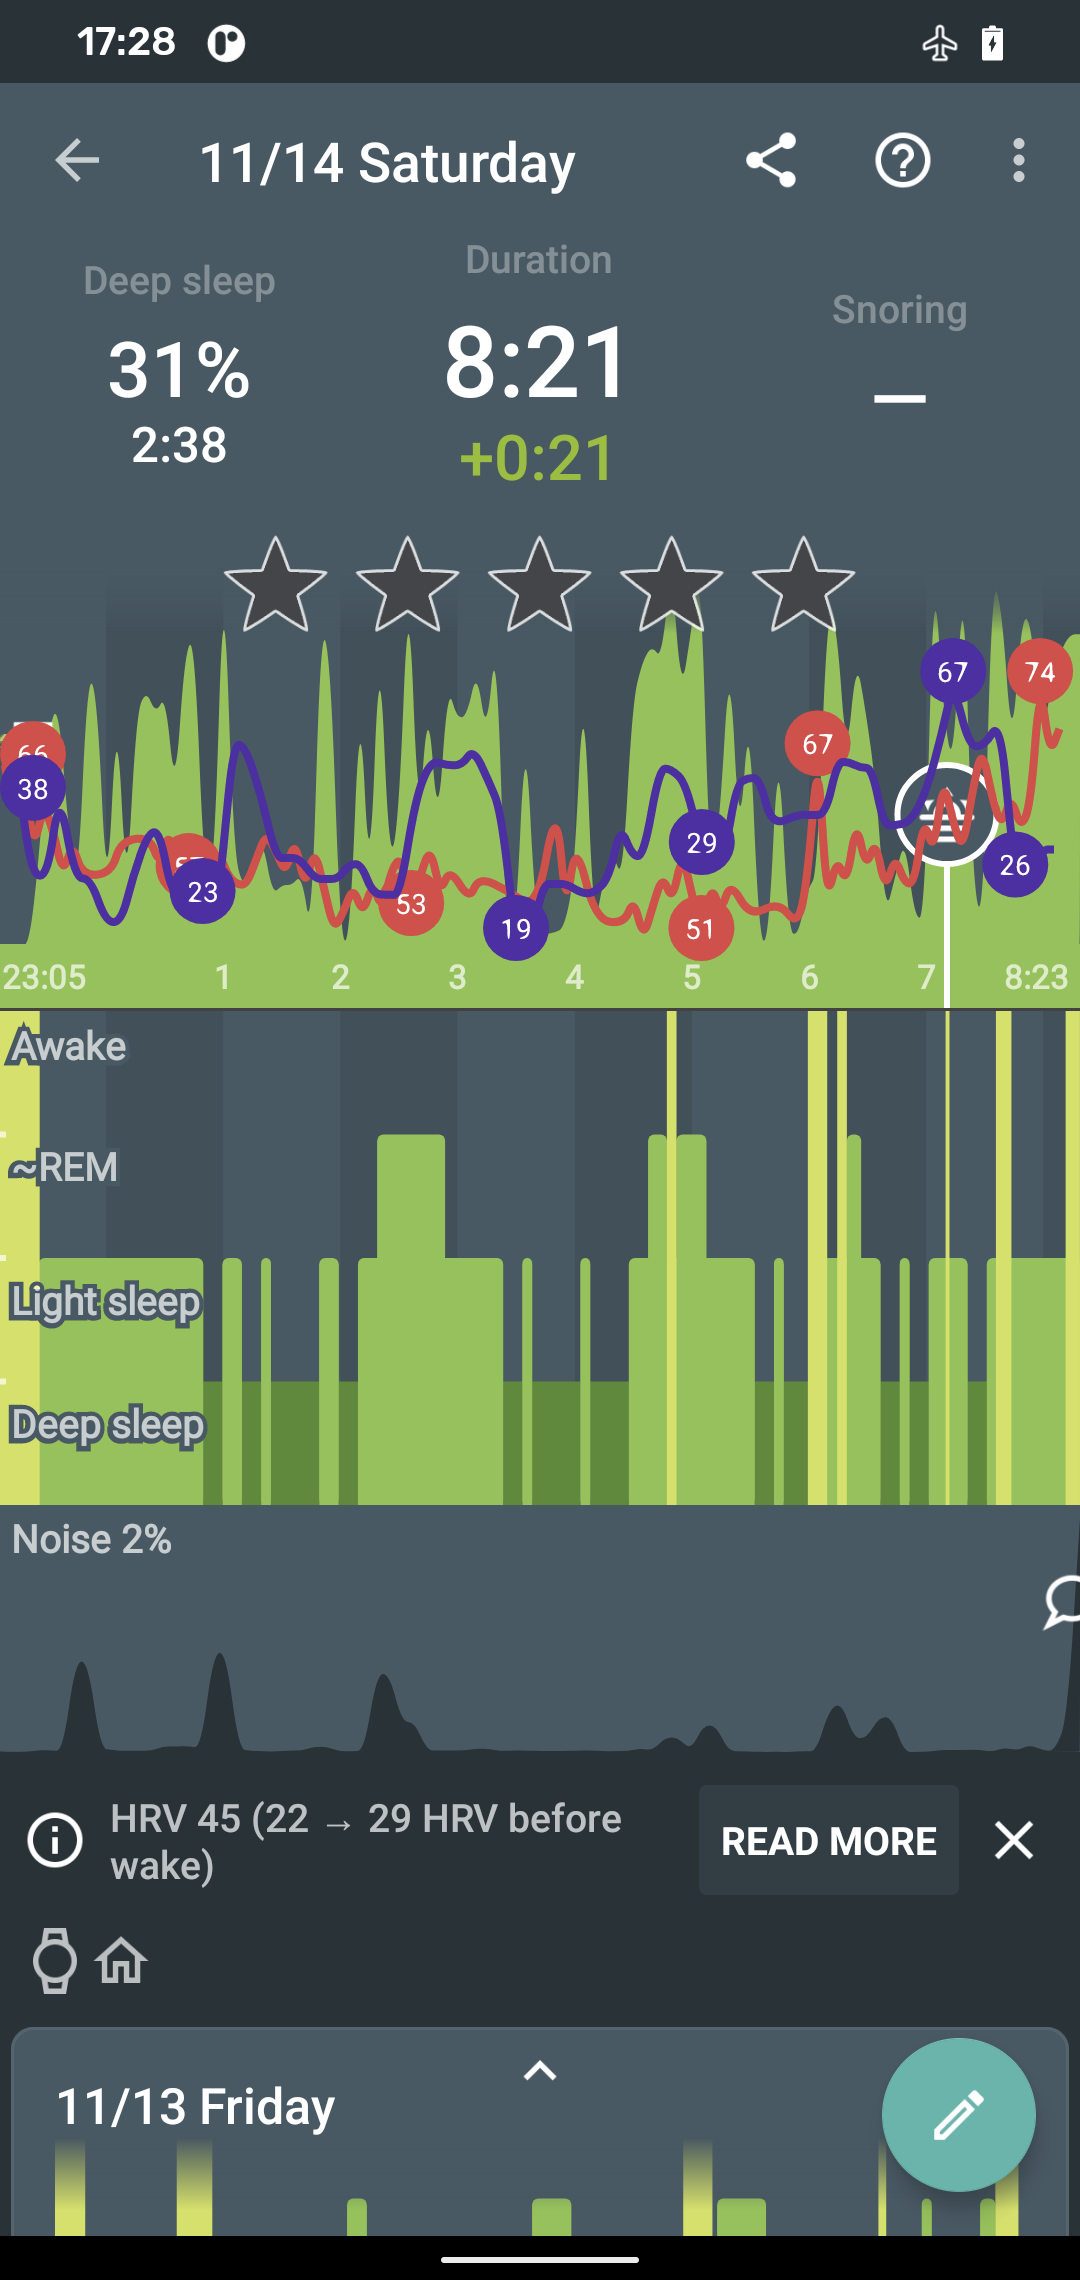 17:28
11/14 Saturday
Deep sleep
31%
2:38
Duration
8:21
+0:21
Snoring
—
67
74
66
67
38
29
26
23
53
19
51
23:05 1 2 3 4 5 6 7 8:23
Awake
~REM
Light sleep
Deep sleep
Noise 2%
HRV 45 (22 → 29 HRV before
wake)
READ MORE
11/13 Friday